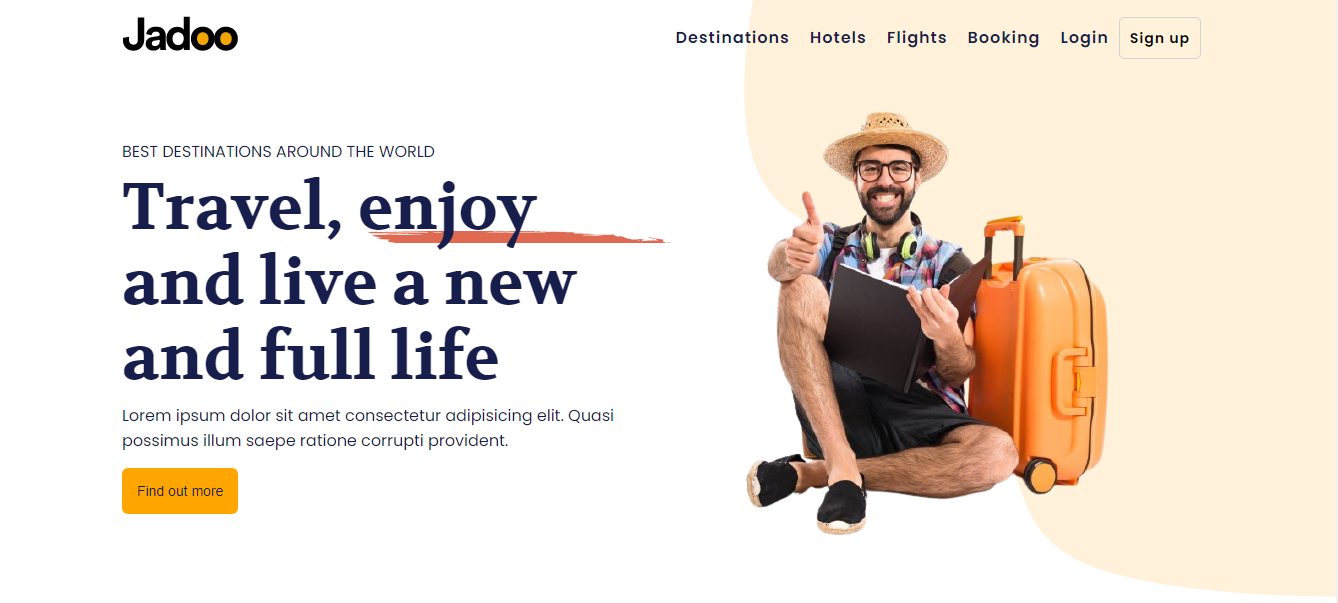 Jadoo
Destinations Hotels Flights Booking Login Sign up
BEST DESTINATIONS AROUND THE WORLD
Travel, enjoy
and live a new
and full life
Lorem ipsum dolor sit amet consectetur adipisicing elit. Quasi
possimus illum saepe ratione corrupti provident.
Find out more